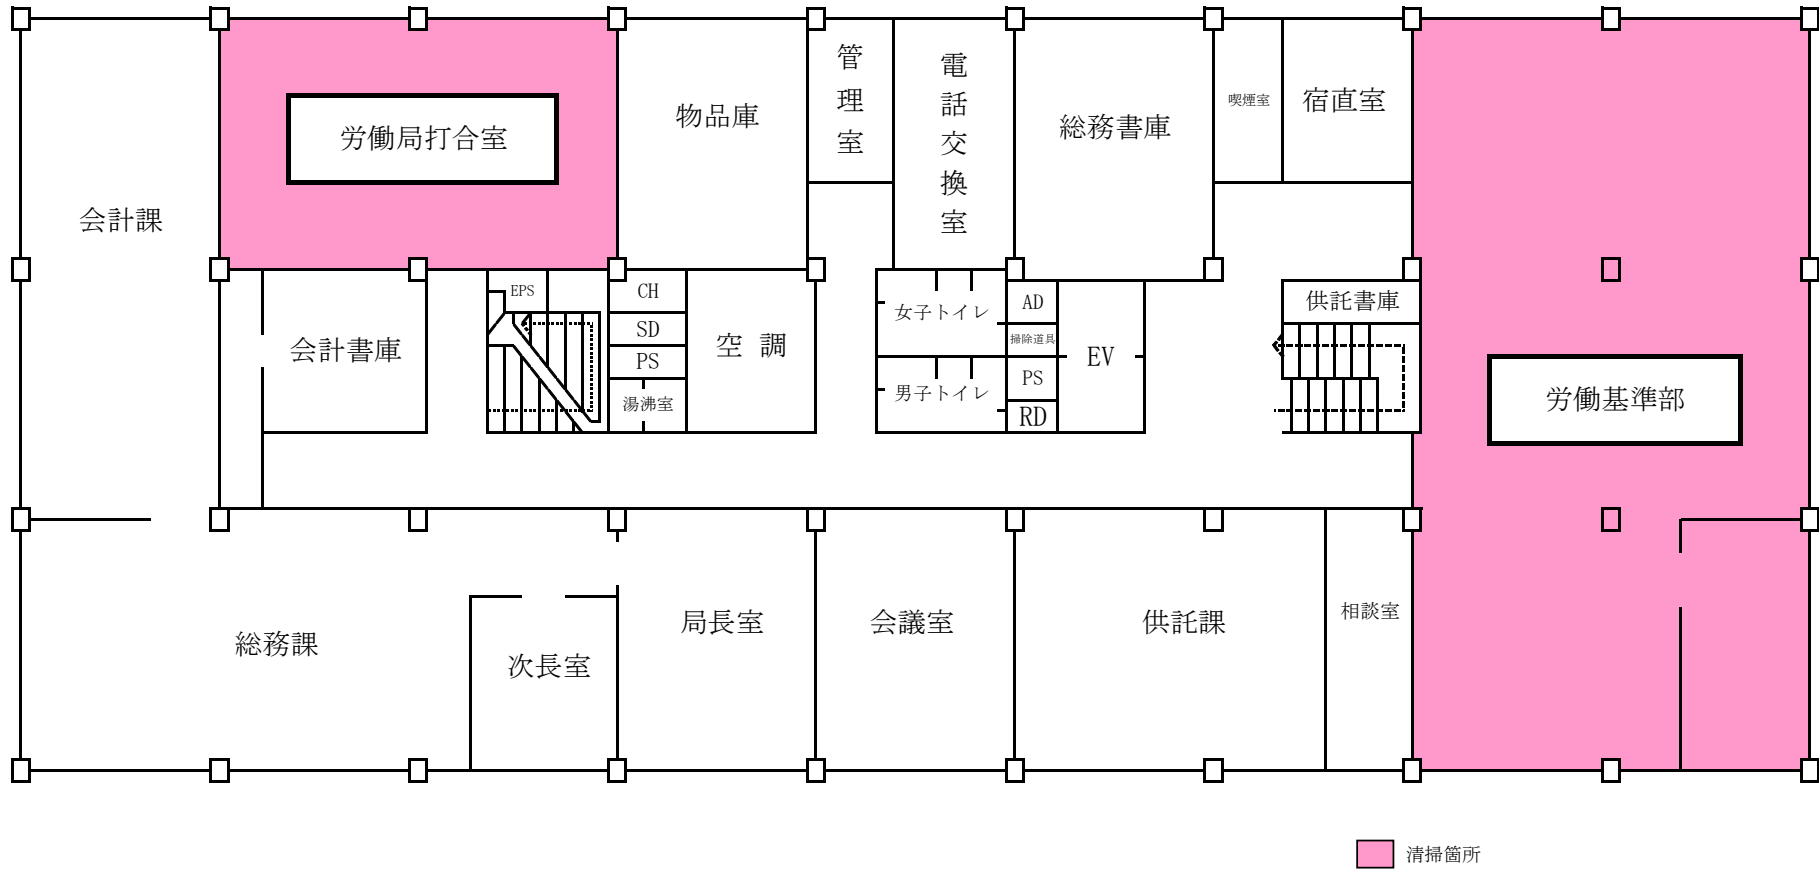 管理室
電話交換室
物品庫
喫煙室
宿直室
総務書庫
労働局打合室
会計課
EPS
CH
AD
供託書庫
女子トイレ
SD
掃除道具
空 調
会計書庫
EV
PS
PS
男子トイレ
湯沸室
RD
労働基準部
相談室
局長室
会議室
供託課
総務課
次長室
清掃箇所